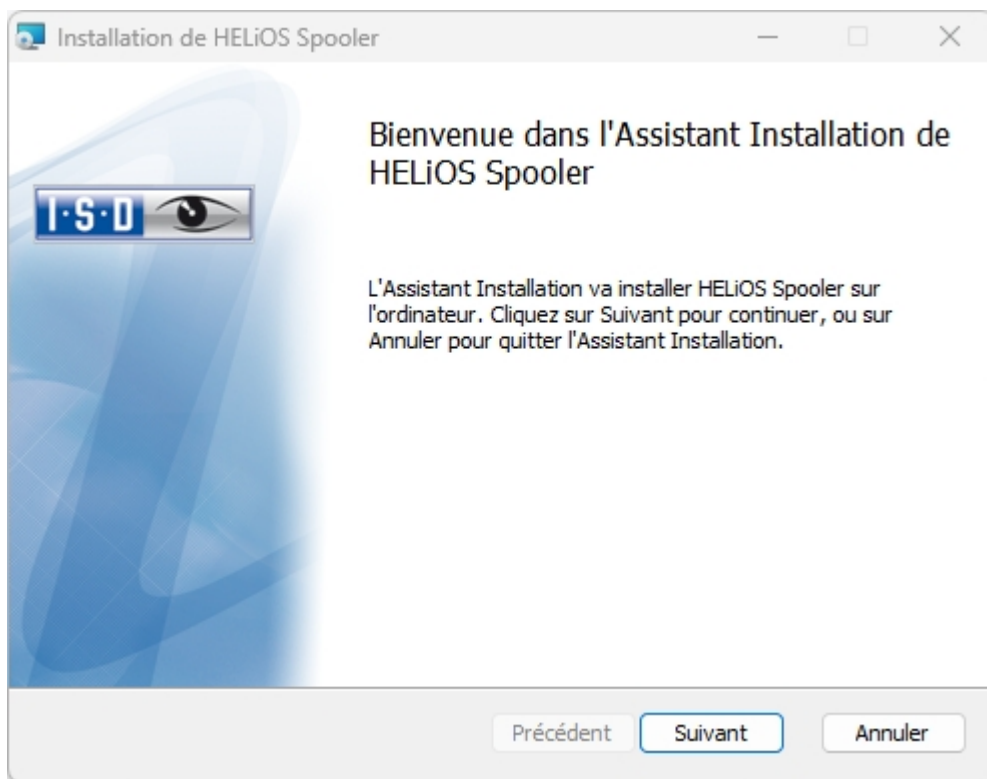 Installation de HELiOS Spooler
Bienvenue dans l'Assistant Installation de
HELiOS Spooler
I·S·D
L'Assistant Installation va installer HELiOS Spooler sur
l'ordinateur. Cliquez sur Suivant pour continuer, ou sur
Annuler pour quitter l'Assistant Installation.
Précédent
Suivant
Annuler